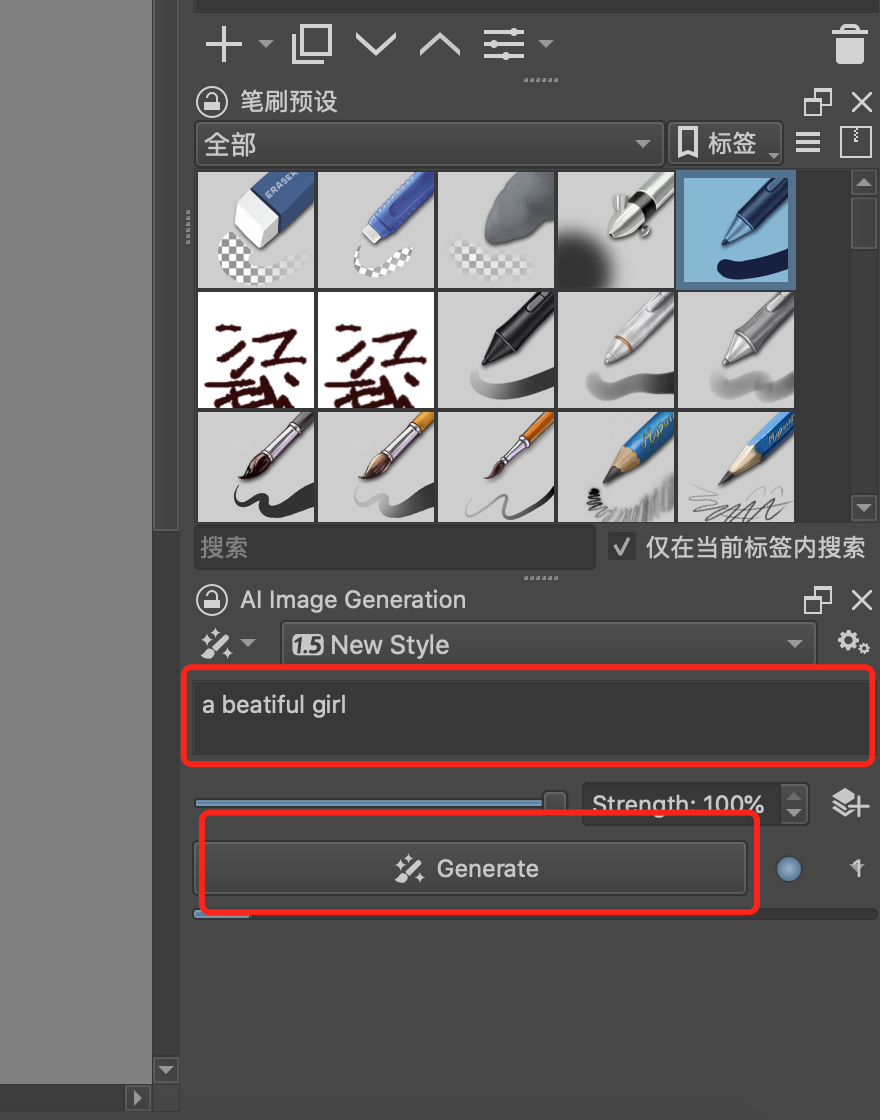 笔刷预设
全部
标签
ERASER
搜索
仅在当前标签内搜索
AI Image Generation
1.5 New Style
a beatiful girl
Strength: 100%
Generate
1